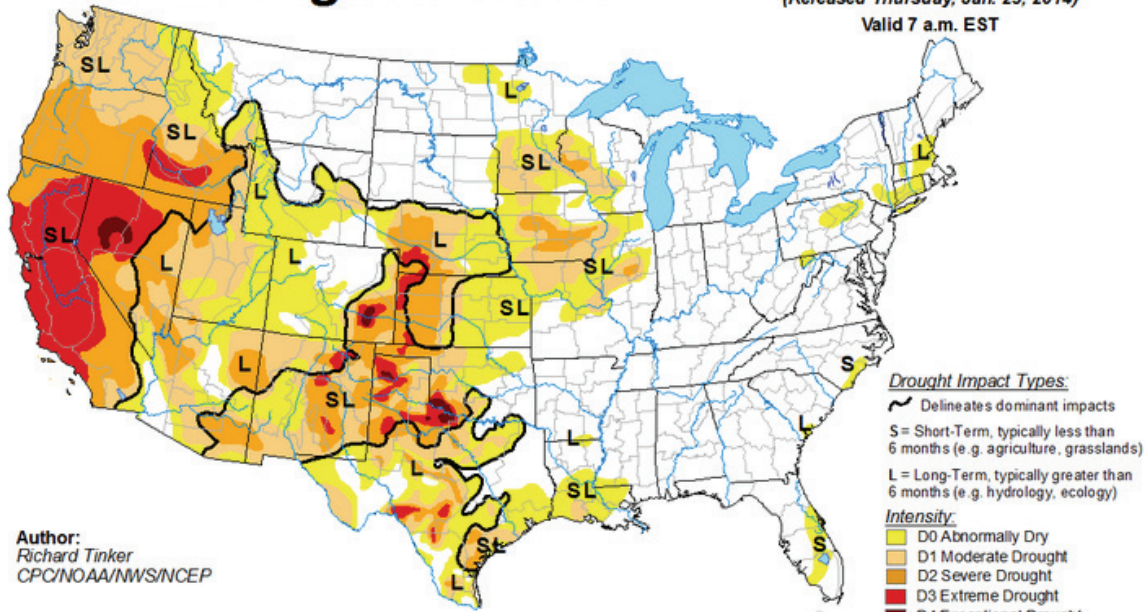 (Released Thursday, Jan. 23, 2014)
Valid 7 a.m. EST
SL
SL
L
SL
L
L
SL
L
L
L
SL
L
SL
SL
L
SL
S
L
L
L
SL
SL
L
S
Drought Impact Types:
Delineates dominant impacts
S = Short-Term, typically less than
6 months (e.g. agriculture, grasslands)
L = Long-Term, typically greater than
6 months (e.g. hydrology, ecology)
Intensity:
D0 Abnormally Dry
D1 Moderate Drought
D2 Severe Drought
D3 Extreme Drought
Author:
Richard Tinker
CPC/NOAA/NWS/NCEP